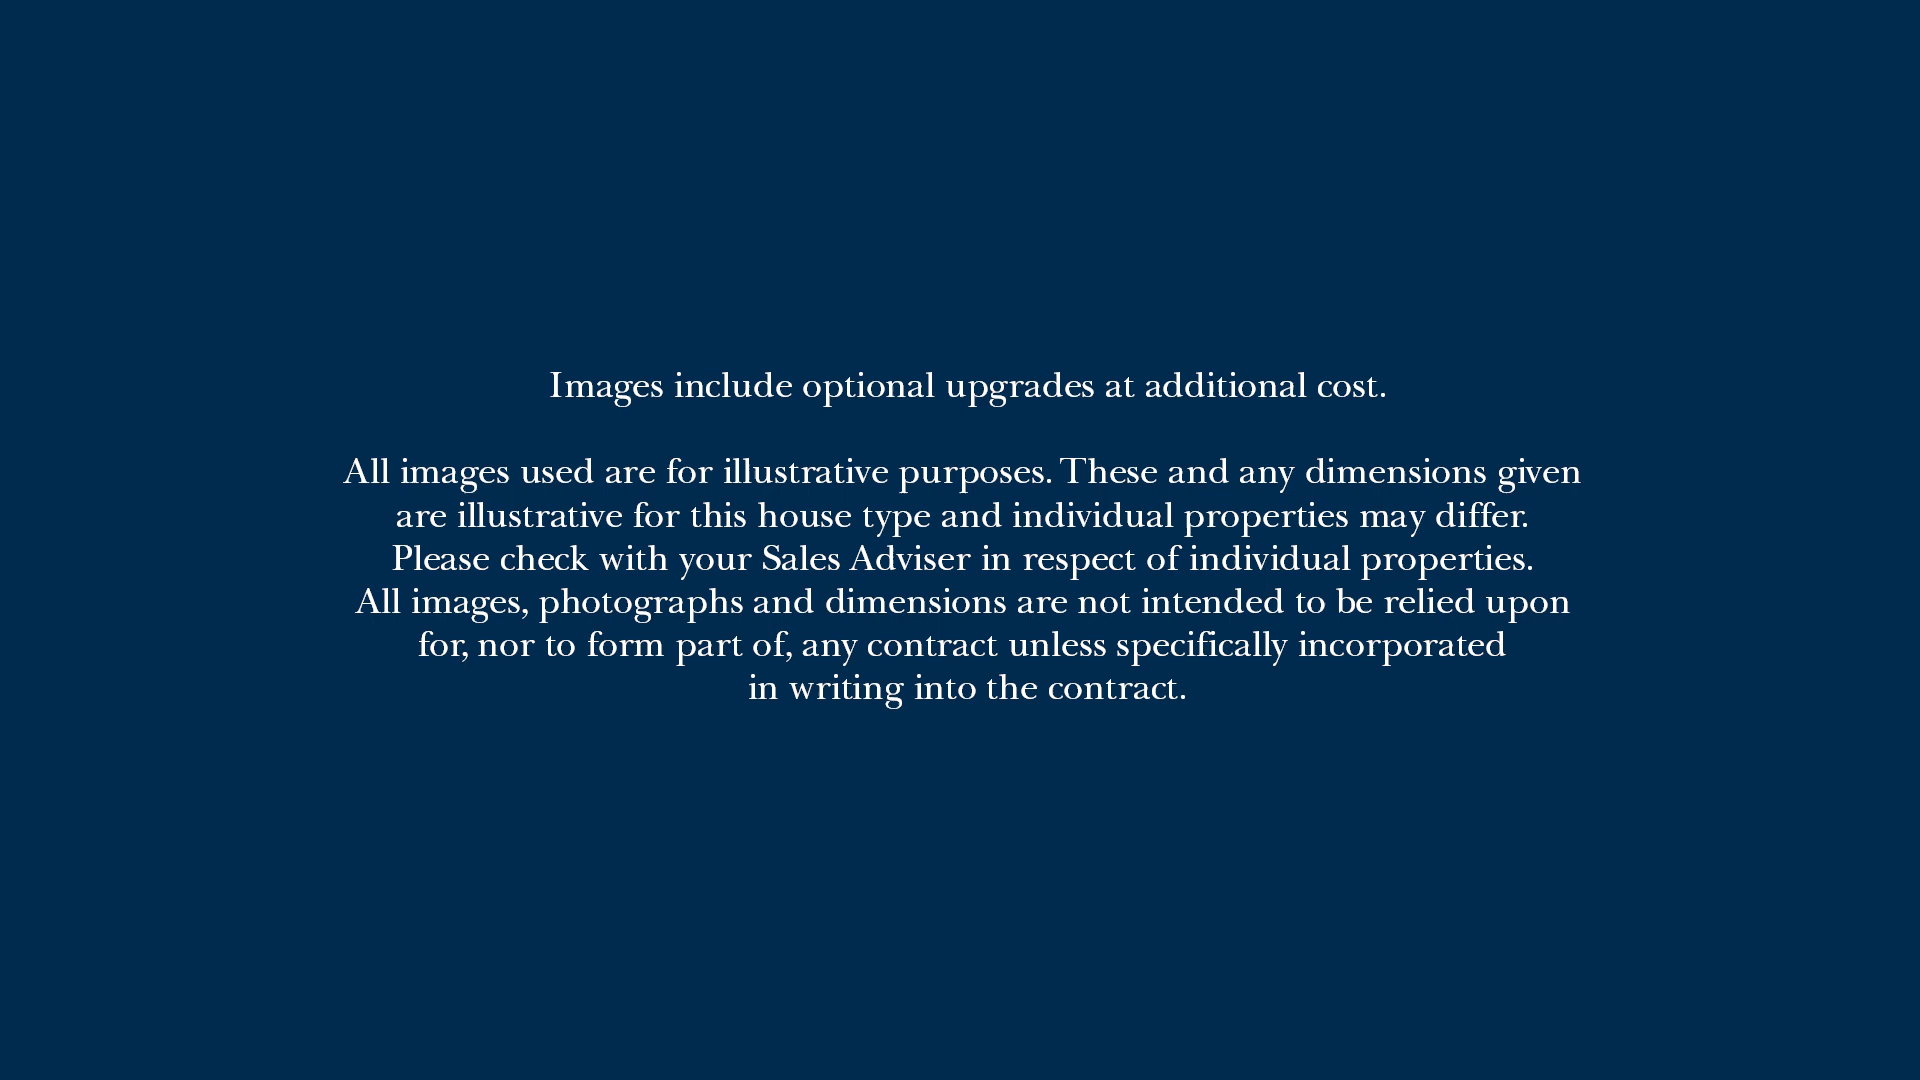 Images include optional upgrades at additional cost.
All images used are for illustrative purposes. These and any dimensions given
are illustrative for this house type and individual properties may differ.
Please check with your Sales Adviser in respect of individual properties.
All images, photographs and dimensions are not intended to be relied upon
for, nor to form part of, any contract unless specifically incorporated
in writing into the contract.